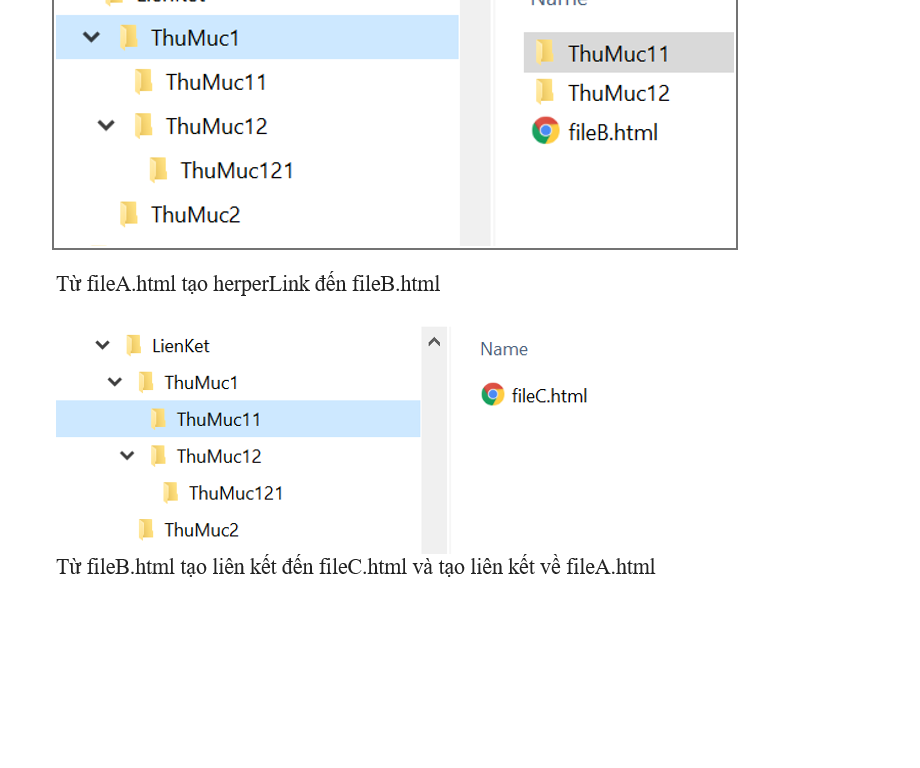 ThuMuc1
ThuMuc11
ThuMuc12
ThuMuc121
ThuMuc2
ThuMuc11
ThuMuc12
fileB.html
Từ fileA.html tạo herperLink đến fileB.html
LienKet
ThuMuc1
ThuMuc11
ThuMuc12
ThuMuc121
ThuMuc2
Name
fileC.html
Từ fileB.html tạo liên kết đến fileC.html và tạo liên kết về fileA.html